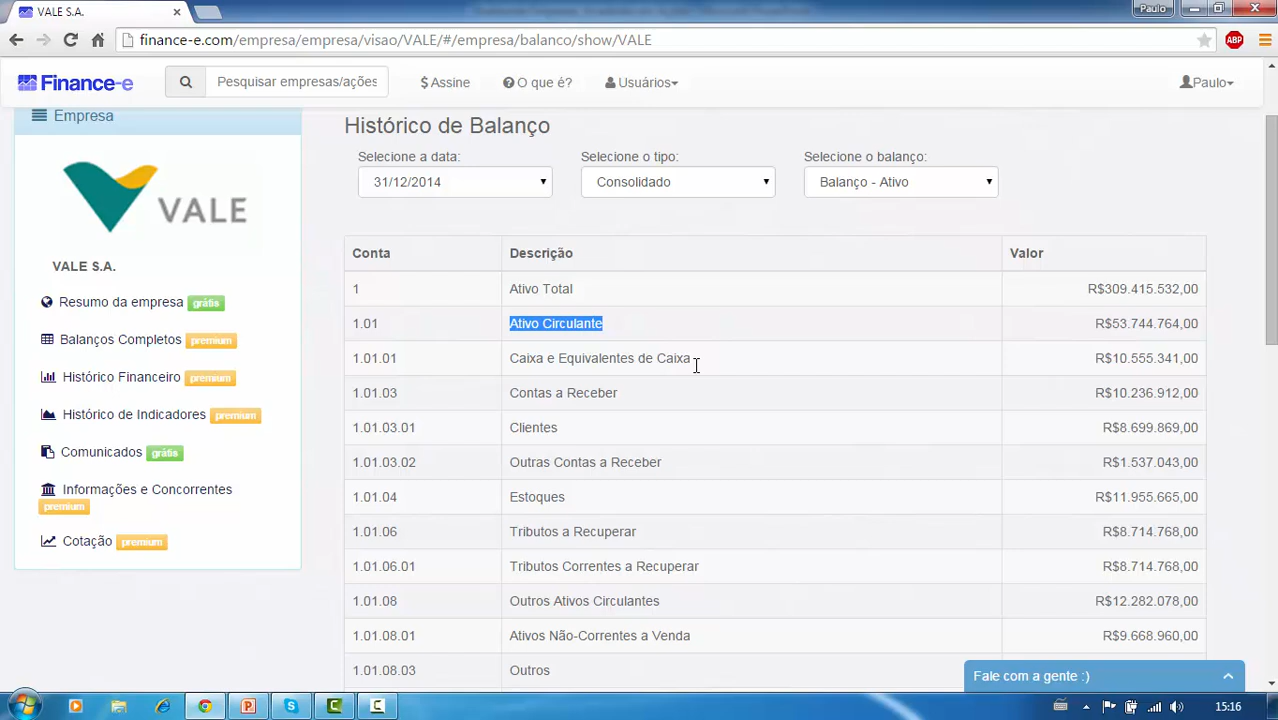 VALE S.A.
Paulo
finance-e.com/empresa/empresa/visao/VALE/#/empresa/balanco/show/VALE
ABP
Finance-e
Pesquisar empresas/ações
$ Assine
O que é?
Usuários
Paulo
Empresa
VALE
VALE S.A.
Resumo da empresa grátis
Balanços Completos premium
Histórico Financeiro premium
Histórico de Indicadores premium
Comunicados grátis
Informações e Concorrentes
premium
Cotação premium
Histórico de Balanço
Selecione a data: Selecione o tipo: Selecione o balanço:
31/12/2014 Consolidado Balanço - Ativo
Conta Descrição Valor
1 Ativo Total R$309.415.532,00
1.01 Ativo Circulante R$53.744.764,00
1.01.01 Caixa e Equivalentes de Caixa R$10.555.341,00
1.01.03 Contas a Receber R$10.236.912,00
1.01.03.01 Clientes R$8.699.869,00
1.01.03.02 Outras Contas a Receber R$1.537.043,00
1.01.04 Estoques R$11.955.665,00
1.01.06 Tributos a Recuperar R$8.714.768,00
1.01.06.01 Tributos Correntes a Recuperar R$8.714.768,00
1.01.08 Outros Ativos Circulantes R$12.282.078,00
1.01.08.01 Ativos Não-Correntes a Venda R$9.668.960,00
1.01.08.03 Outros
Fale com a gente :)
15:16